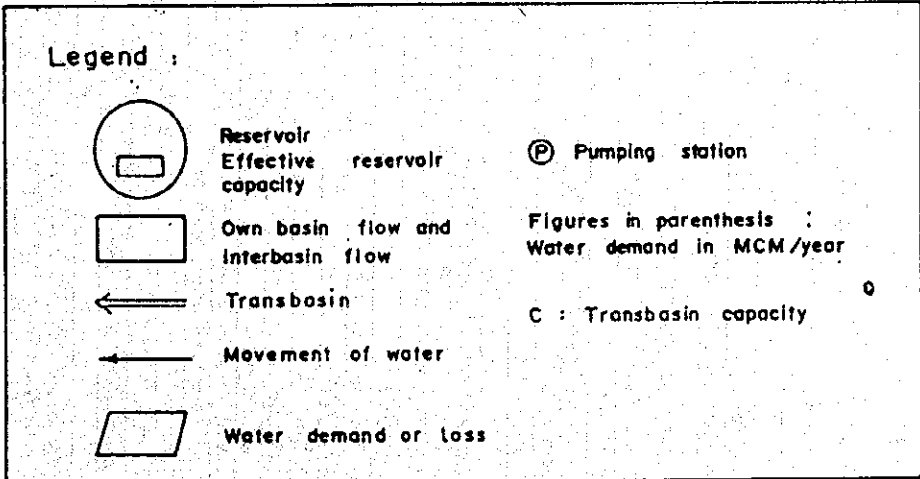 Legend :
Reservoir
Effective reservoir
capacity
Own basin flow and
Interbasin flow
Transbasin
Movement of water
Water demand or Loss
P Pumping station
Figures in parenthesis :
Water demand in MCM/year
C : Transbasin capacity